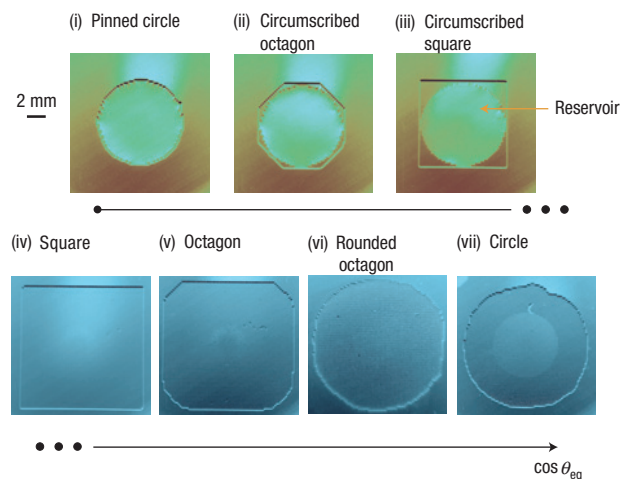 (i) Pinned circle
(ii) Circumscribed
octagon
(iii) Circumscribed
square
2 mm
Reservoir
(iv) Square
(v) Octagon
(vi) Rounded
octagon
(vii) Circle
cos θeq